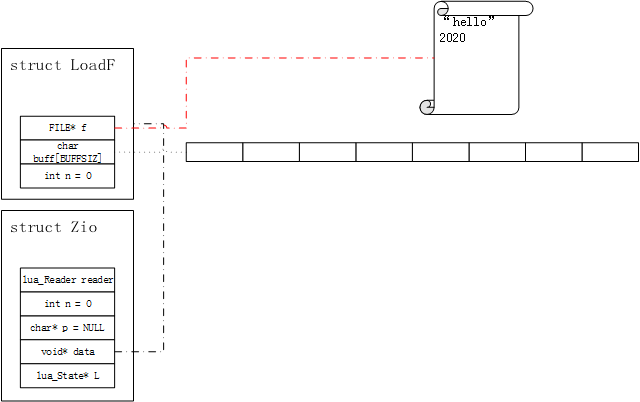 “hello”
2020
struct LoadF
FILE* f
char
buff[BUFFSIZ]
int n = 0
struct Zio
lua_Reader reader
int n = 0
char* p = NULL
void* data
lua_State* L